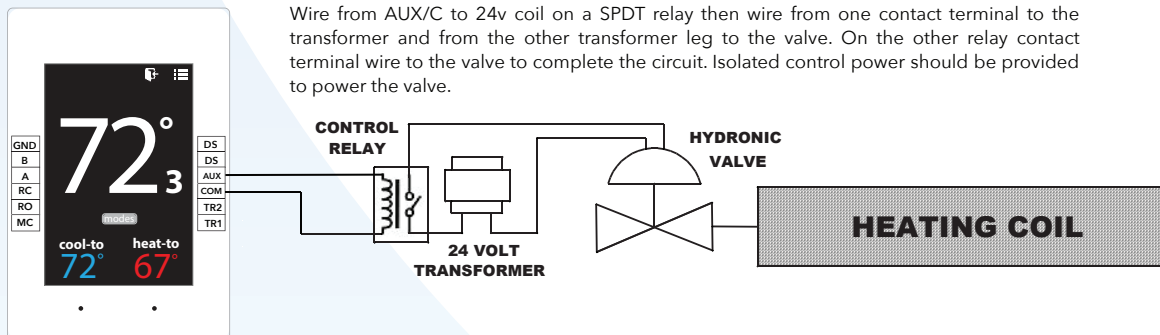 Wire from AUX/C to 24v coil on a SPDT relay then wire from one contact terminal to the
transformer and from the other transformer leg to the valve. On the other relay contact
terminal wire to the valve to complete the circuit. Isolated control power should be provided
to power the valve.
72°
3
modes
cool-to
72°
heat-to
67°
GND
B
A
RC
RO
MC
DS
DS
AUX
COM
TR2
TR1
CONTROL
RELAY
24 VOLT
TRANSFORMER
HYDRONIC
VALVE
HEATING COIL